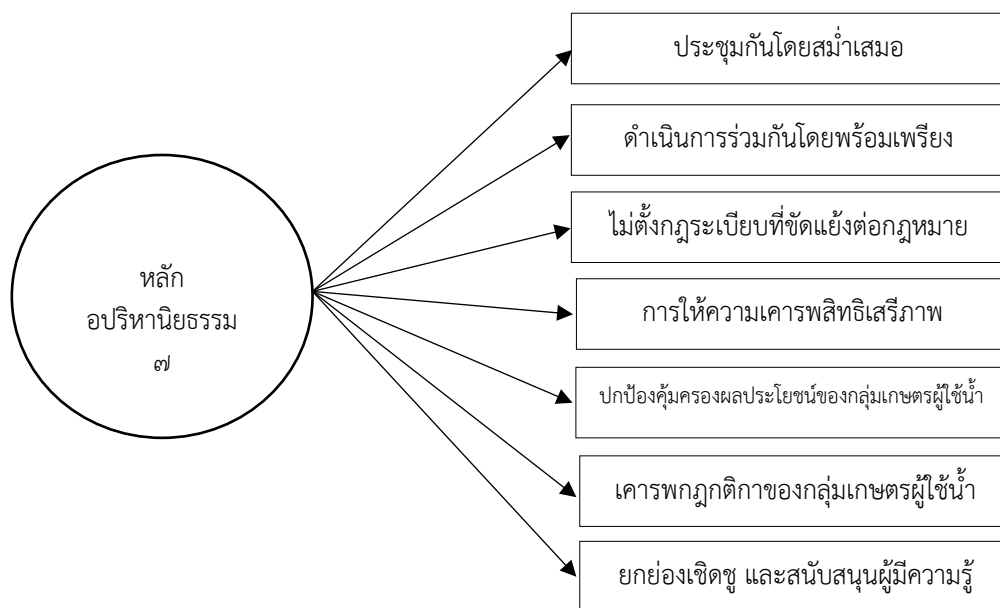 หลัก
อปริหานิยธรรม
๗
ประชุมกันโดยสม่ำเสมอ
ดำเนินการร่วมกันโดยพร้อมเพรียง
ไม่ตั้งกฎระเบียบที่ขัดแย้งต่อกฎหมาย
การให้ความเคารพสิทธิเสรีภาพ
ปกป้องคุ้มครองผลประโยชน์ของกลุ่มเกษตรผู้ใช้น้ำ
เคารพกฎกติกาของกลุ่มเกษตรผู้ใช้น้ำ
ยกย่องเชิดชู และสนับสนุนผู้มีความรู้